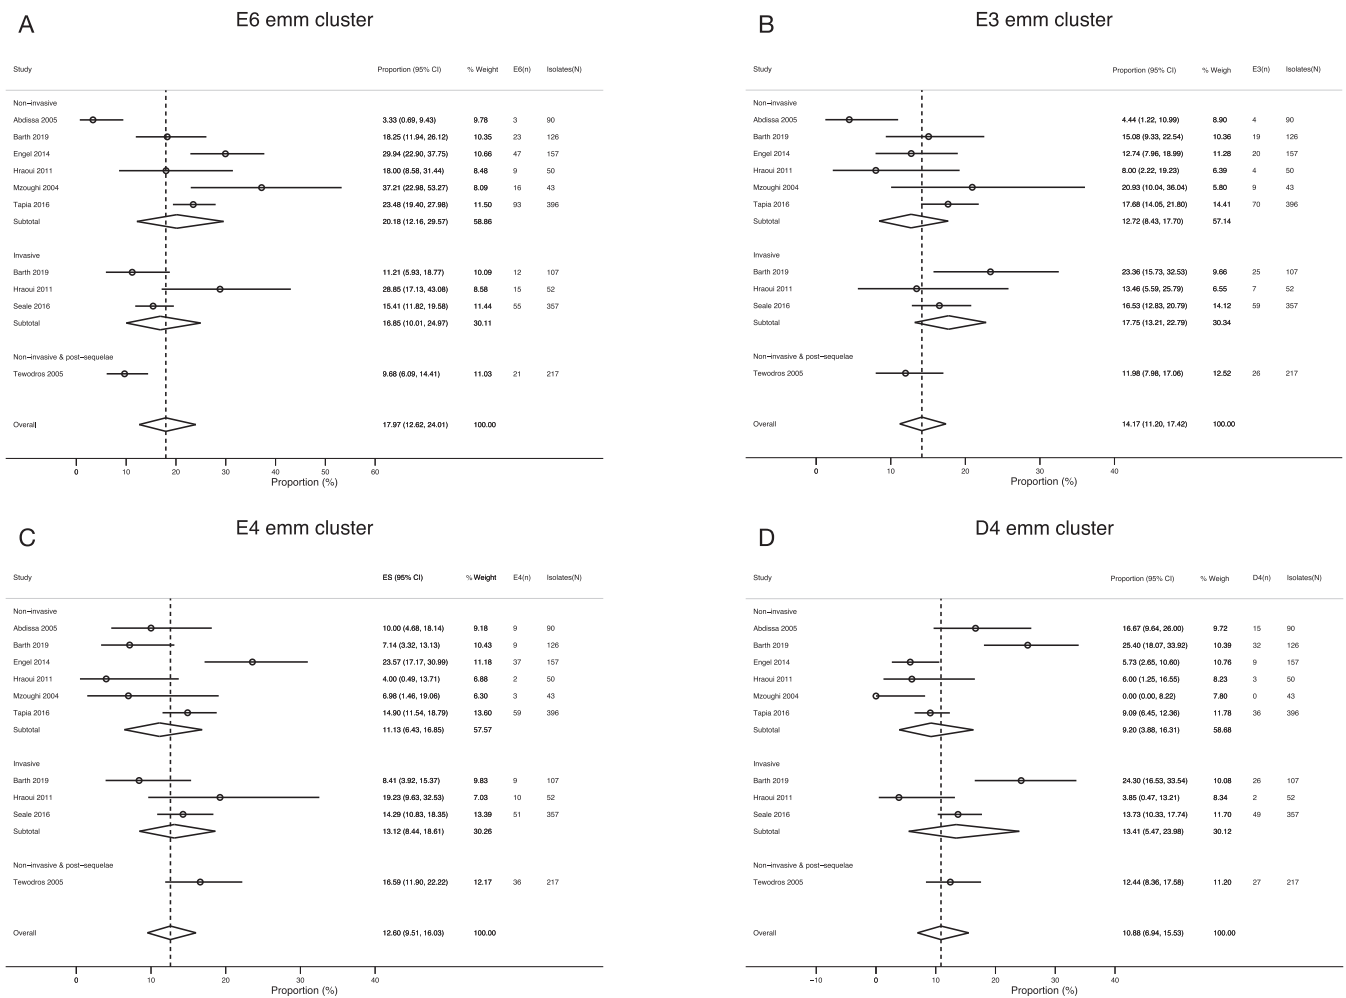 A
E6 emm cluster
Study Proportion (95% CI) % Weight E6(n) Isolates(N)
Non−invasive
Abdissa 2005 3.33 (0.69, 9.43) 9.78 3 90
Barth 2019 18.25 (11.94, 26.12) 10.35 23 126
Engel 2014 29.94 (22.90, 37.75) 10.66 47 157
Hraoui 2011 18.00 (8.58, 31.44) 8.48 9 50
Mzoughi 2004 37.21 (22.98, 53.27) 8.09 16 43
Tapia 2016 23.48 (19.40, 27.98) 11.50 93 396
Subtotal 20.18 (12.16, 29.57) 58.86
Invasive
Barth 2019 11.21 (5.93, 18.77) 10.09 12 107
Hraoui 2011 28.85 (17.13, 43.08) 8.58 15 52
Seale 2016 15.41 (11.82, 19.58) 11.44 55 357
Subtotal 16.85 (10.01, 24.97) 30.11
Non−invasive & post−sequelae
Tewodros 2005 9.68 (6.09, 14.41) 11.03 21 217
Overall 17.97 (12.62, 24.01) 100.00
0 10 20 30 40 50 60
Proportion (%)
B
E3 emm cluster
Study Proportion (95% CI) % Weigh E3(n) Isolates(N)
Non−invasive
Abdissa 2005 4.44 (1.22, 10.99) 8.90 4 90
Barth 2019 15.08 (9.33, 22.54) 10.36 19 126
Engel 2014 12.74 (7.96, 18.99) 11.28 20 157
Hraoui 2011 8.00 (2.22, 19.23) 6.39 4 50
Mzoughi 2004 20.93 (10.04, 36.04) 5.80 9 43
Tapia 2016 17.68 (14.05, 21.80) 14.41 70 396
Subtotal 12.72 (8.43, 17.70) 57.14
Invasive
Barth 2019 23.36 (15.73, 32.53) 9.66 25 107
Hraoui 2011 13.46 (5.59, 25.79) 6.55 7 52
Seale 2016 16.53 (12.83, 20.79) 14.12 59 357
Subtotal 17.75 (13.21, 22.79) 30.34
Non−invasive & post−sequelae
Tewodros 2005 11.98 (7.98, 17.06) 12.52 26 217
Overall 14.17 (11.20, 17.42) 100.00
0 10 20 30 40
Proportion (%)
C
E4 emm cluster
Study ES (95% CI) % Weight E4(n) Isolates(N)
Non−invasive
Abdissa 2005 10.00 (4.68, 18.14) 9.18 9 90
Barth 2019 7.14 (3.32, 13.13) 10.43 9 126
Engel 2014 23.57 (17.17, 30.99) 11.18 37 157
Hraoui 2011 4.00 (0.49, 13.71) 6.88 2 50
Mzoughi 2004 6.98 (1.46, 19.06) 6.30 3 43
Tapia 2016 14.90 (11.54, 18.79) 13.60 59 396
Subtotal 11.13 (6.43, 16.85) 57.57
Invasive
Barth 2019 8.41 (3.92, 15.37) 9.83 9 107
Hraoui 2011 19.23 (9.63, 32.53) 7.03 10 52
Seale 2016 14.29 (10.83, 18.35) 13.39 51 357
Subtotal 13.12 (8.44, 18.61) 30.26
Non−invasive & post−sequelae
Tewodros 2005 16.59 (11.90, 22.22) 12.17 36 217
Overall 12.60 (9.51, 16.03) 100.00
0 10 20 30 40
Proportion (%)
D
D4 emm cluster
Study Proportion (95% CI) % Weigh D4(n) Isolates(N)
Non−invasive
Abdissa 2005 16.67 (9.64, 26.00) 9.72 15 90
Barth 2019 25.40 (18.07, 33.92) 10.39 32 126
Engel 2014 5.73 (2.65, 10.60) 10.76 9 157
Hraoui 2011 6.00 (1.25, 16.55) 8.23 3 50
Mzoughi 2004 0.00 (0.00, 8.22) 7.80 0 43
Tapia 2016 9.09 (6.45, 12.36) 11.78 36 396
Subtotal 9.20 (3.88, 16.31) 58.68
Invasive
Barth 2019 24.30 (16.53, 33.54) 10.08 26 107
Hraoui 2011 3.85 (0.47, 13.21) 8.34 2 52
Seale 2016 13.73 (10.33, 17.74) 11.70 49 357
Subtotal 13.41 (5.47, 23.98) 30.12
Non−invasive & post−sequelae
Tewodros 2005 12.44 (8.36, 17.58) 11.20 27 217
Overall 10.88 (6.94, 15.53) 100.00
−10 0 10 20 30 40
Proportion (%)